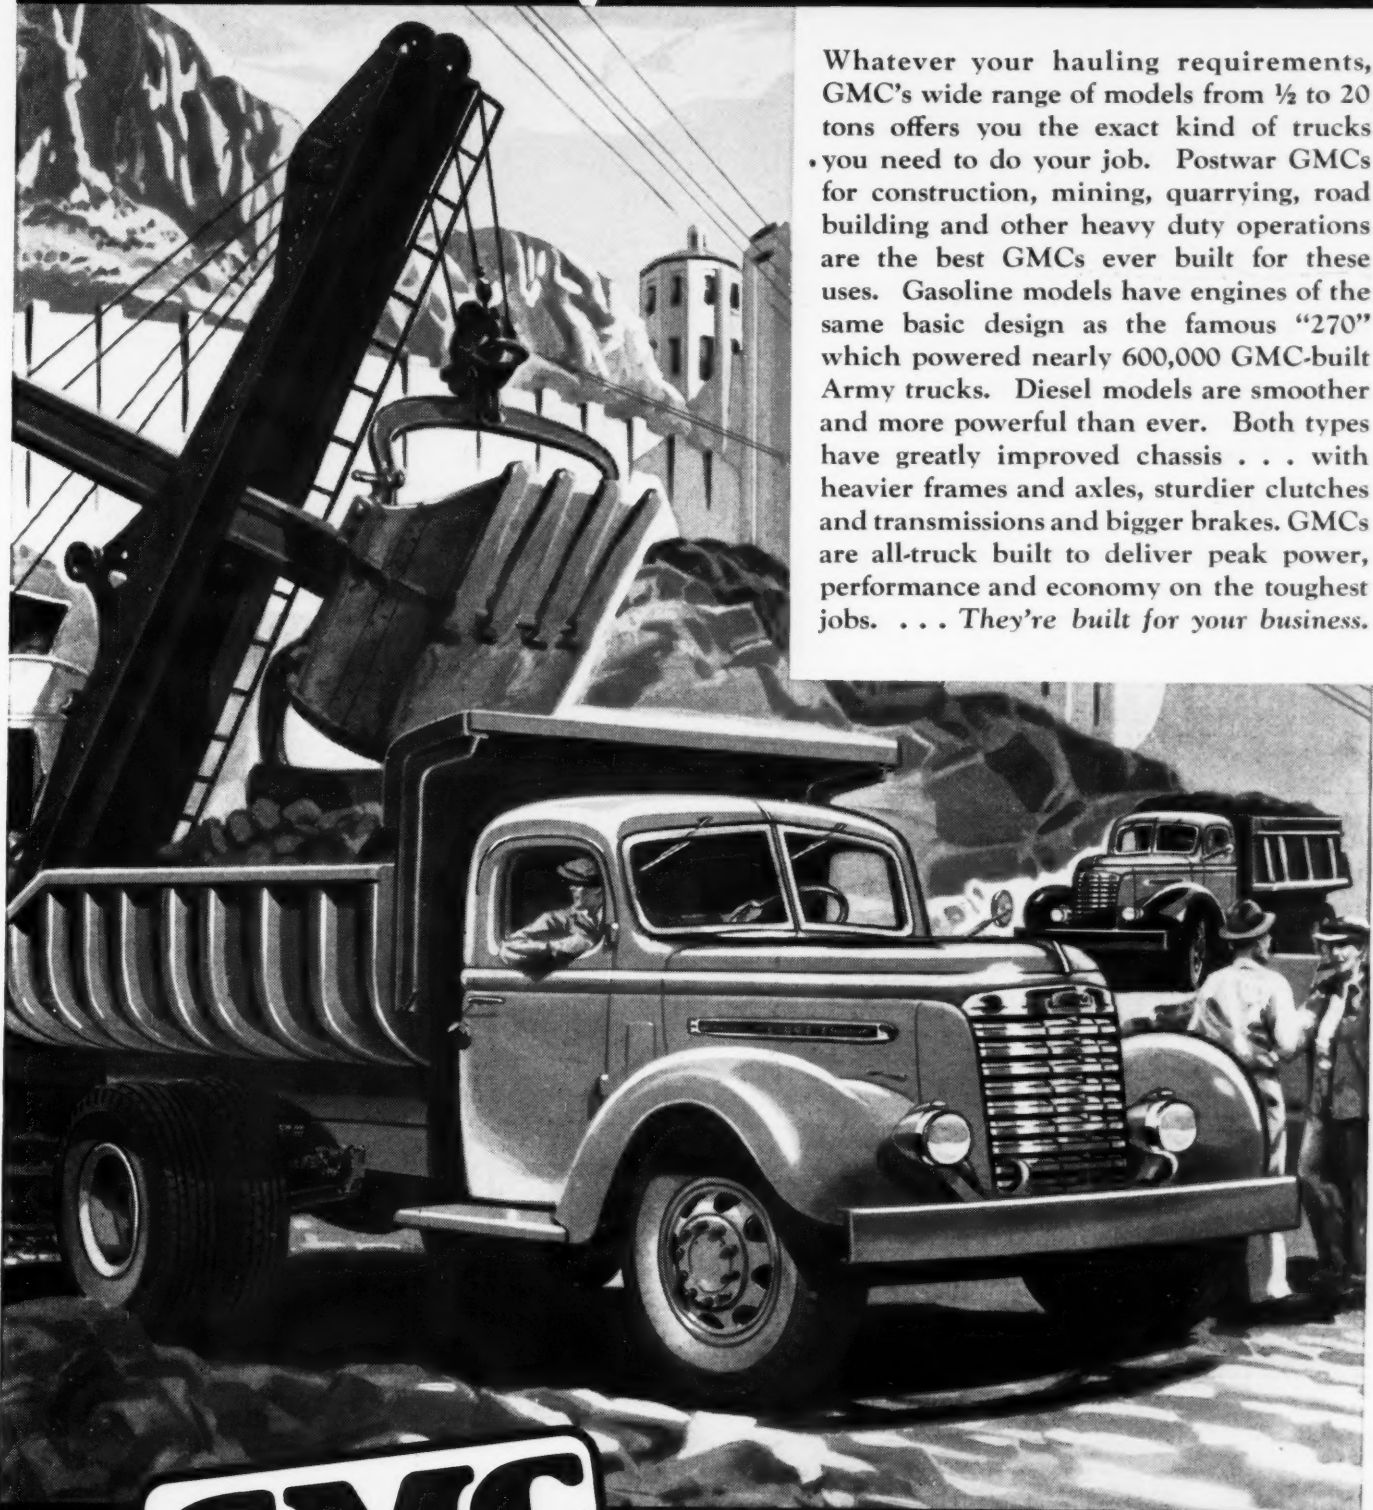 Whatever your hauling requirements,
GMC's wide range of models from ½ to 20
tons offers you the exact kind of trucks
you need to do your job. Postwar GMCs
for construction, mining, quarrying, road
building and other heavy duty operations
are the best GMCs ever built for these
uses. Gasoline models have engines of the
same basic design as the famous “270”
which powered nearly 600,000 GMC-built
Army trucks. Diesel models are smoother
and more powerful than ever. Both types
have greatly improved chassis . . . with
heavier frames and axles, sturdier clutches
and transmissions and bigger brakes. GMCs
are all-truck built to deliver peak power,
performance and economy on the toughest
jobs. . . . They're built for your business.
GMC